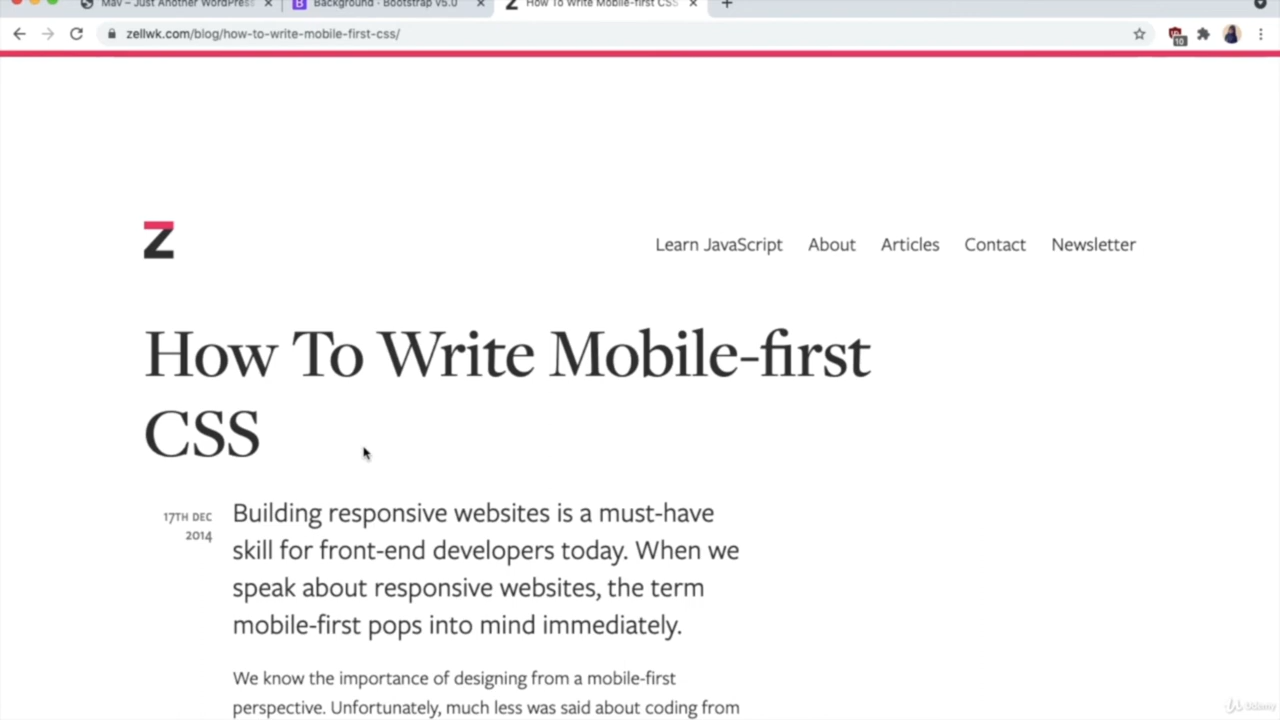 Mav – Just Another WordPress
Background · Bootstrap v5.0
How To Write Mobile-first CSS
zellwk.com/blog/how-to-write-mobile-first-css/
10
Z
Learn JavaScript About Articles Contact Newsletter
How To Write Mobile-first
CSS
17TH DEC
2014
Building responsive websites is a must-have
skill for front-end developers today. When we
speak about responsive websites, the term
mobile-first pops into mind immediately.
We know the importance of designing from a mobile-first
perspective. Unfortunately, much less was said about coding from
Udemy